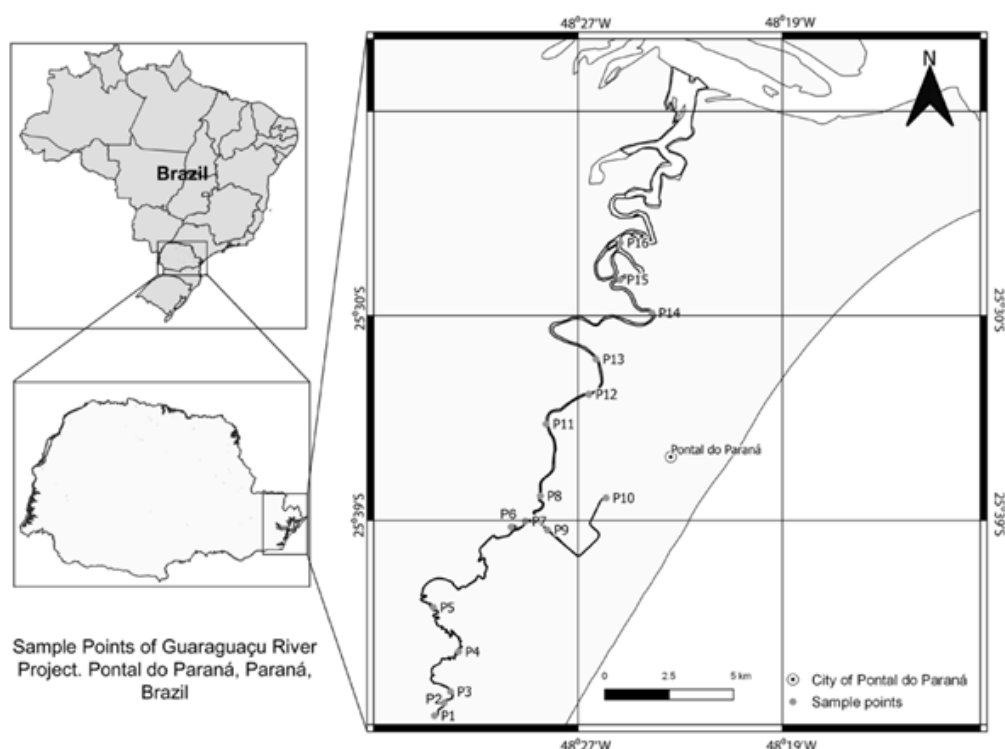 48°27'W
48°19'W
N
Brazil
P16
P15
25°30'S
25°30'S
P14
P13
P12
P11
Pontal do Paraná
P8
P10
P6
P7
25°39'S
25°39'S
P9
P5
Sample Points of Guaraguaçu River
Project. Pontal do Paraná, Paraná,
Brazil
P4
P3
P2
P1
0
2.5
5 km
City of Pontal do Paraná
Sample points
48°27'W
48°19'W